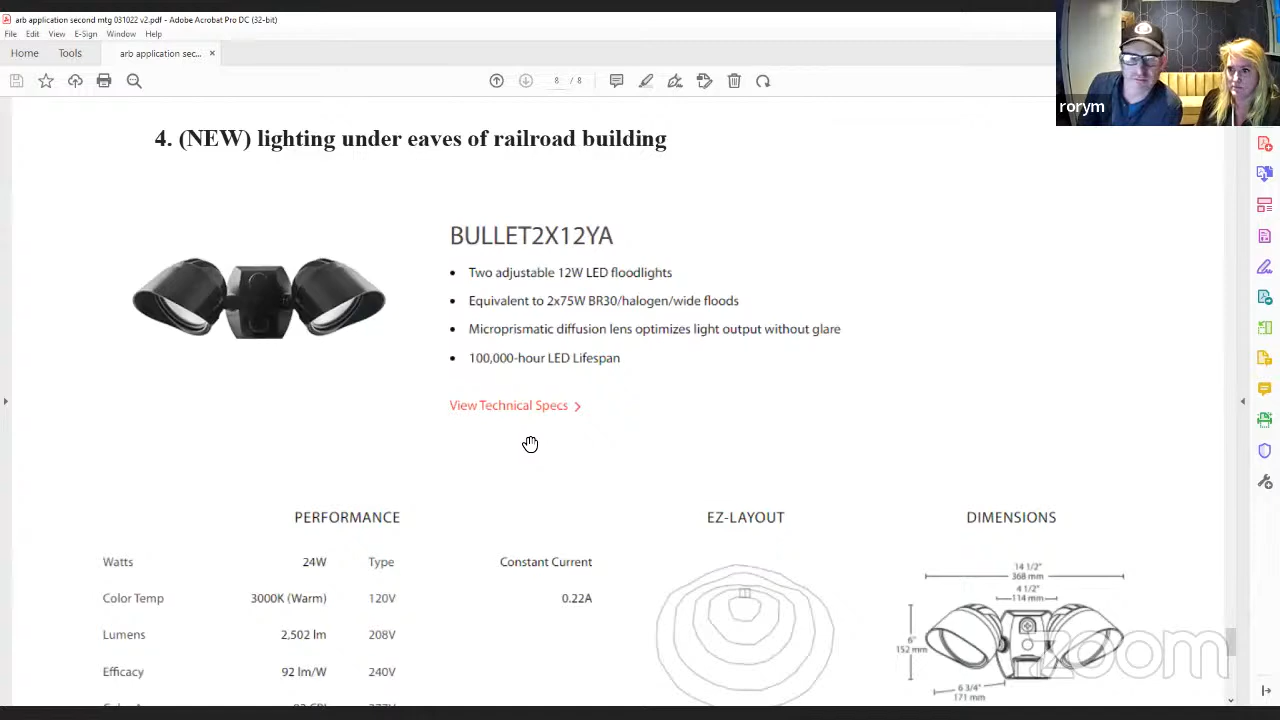 arb application second mtg 031022 v2.pdf - Adobe Acrobat Pro DC (32-bit)
File Edit View E-Sign Window Help
Home Tools arb application sec... ×
8 / 8
rorym
4. (NEW) lighting under eaves of railroad building
BULLET2X12YA
• Two adjustable 12W LED floodlights
• Equivalent to 2x75W BR30/halogen/wide floods
• Microprismatic diffusion lens optimizes light output without glare
• 100,000-hour LED Lifespan
View Technical Specs >
PERFORMANCE EZ-LAYOUT DIMENSIONS
Watts 24W Type Constant Current
Color Temp 3000K (Warm) 120V 0.22A
Lumens 2,502 lm 208V
Efficacy 92 lm/W 240V
14 1/2"
368 mm
4 1/2"
114 mm
6"
152 mm
6 3/4"
171 mm
zoom